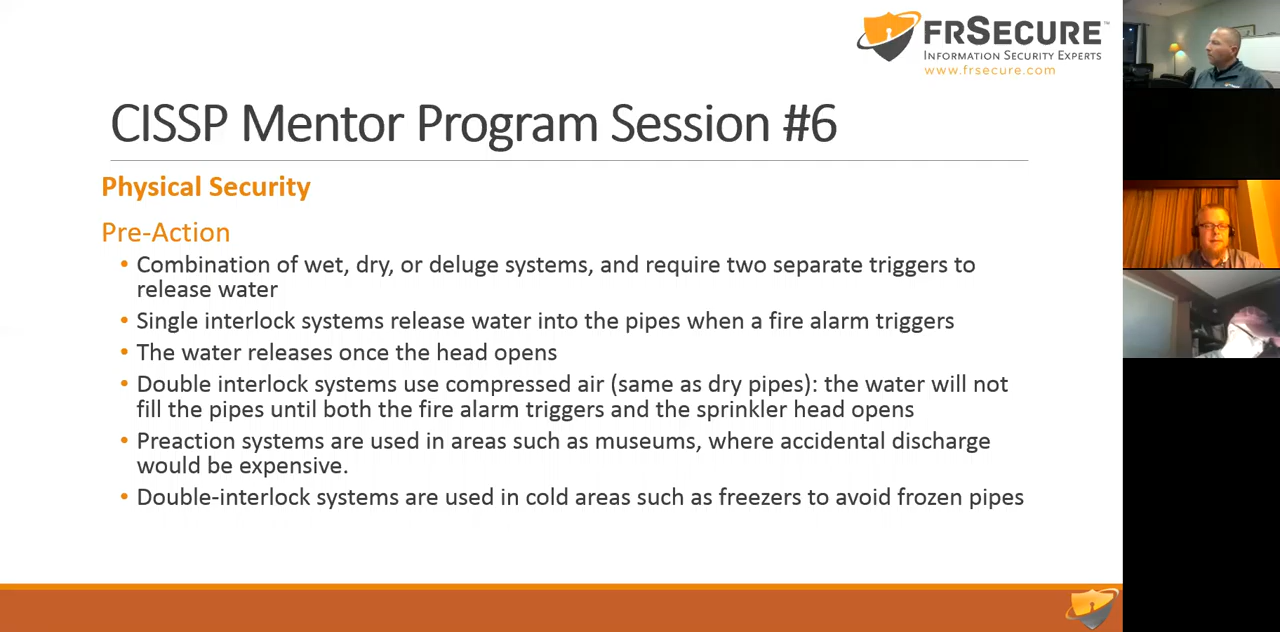 FRSECURE™
INFORMATION SECURITY EXPERTS
www.frsecure.com
CISSP Mentor Program Session #6
Physical Security
Pre-Action
• Combination of wet, dry, or deluge systems, and require two separate triggers to
release water
• Single interlock systems release water into the pipes when a fire alarm triggers
• The water releases once the head opens
• Double interlock systems use compressed air (same as dry pipes): the water will not
fill the pipes until both the fire alarm triggers and the sprinkler head opens
• Preaction systems are used in areas such as museums, where accidental discharge
would be expensive.
• Double-interlock systems are used in cold areas such as freezers to avoid frozen pipes